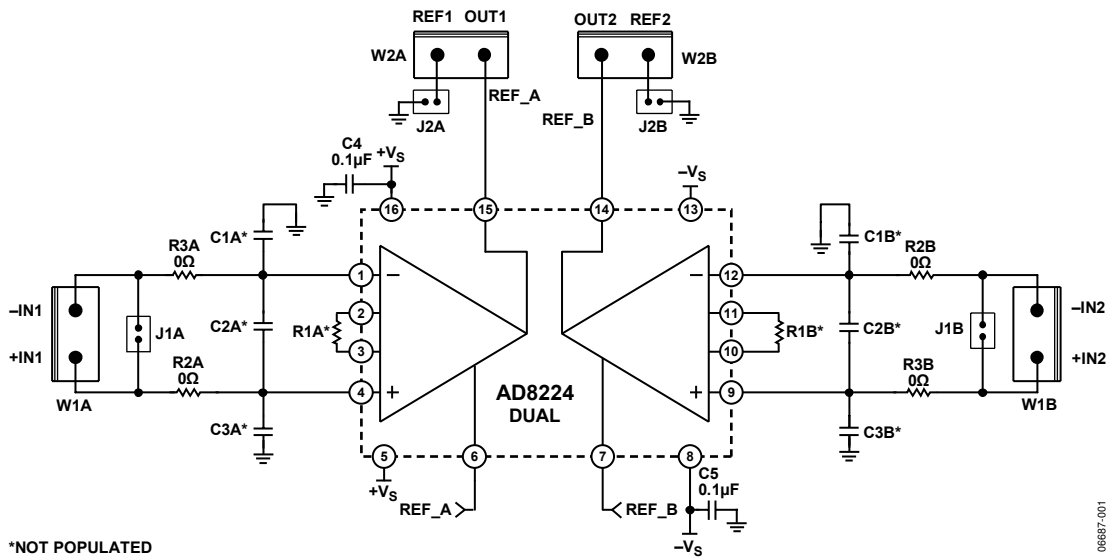 REF1 OUT1
OUT2 REF2
W2A
W2B
REF_A
J2A
REF_B
J2B
C4
0.1µF
+VS
–VS
16
15
14
13
C1A*
C1B*
R3A
0Ω
R2B
0Ω
1
–
–
12
–IN1
+IN1
J1A
C2A*
R1A*
2
3
11
10
R1B*
C2B*
J1B
–IN2
+IN2
R2A
0Ω
R3B
0Ω
4
+
+
9
AD8224
DUAL
W1A
W1B
C3A*
C3B*
5
6
7
8
+VS
REF_A
REF_B
C5
0.1µF
–VS
*NOT POPULATED
06687-001